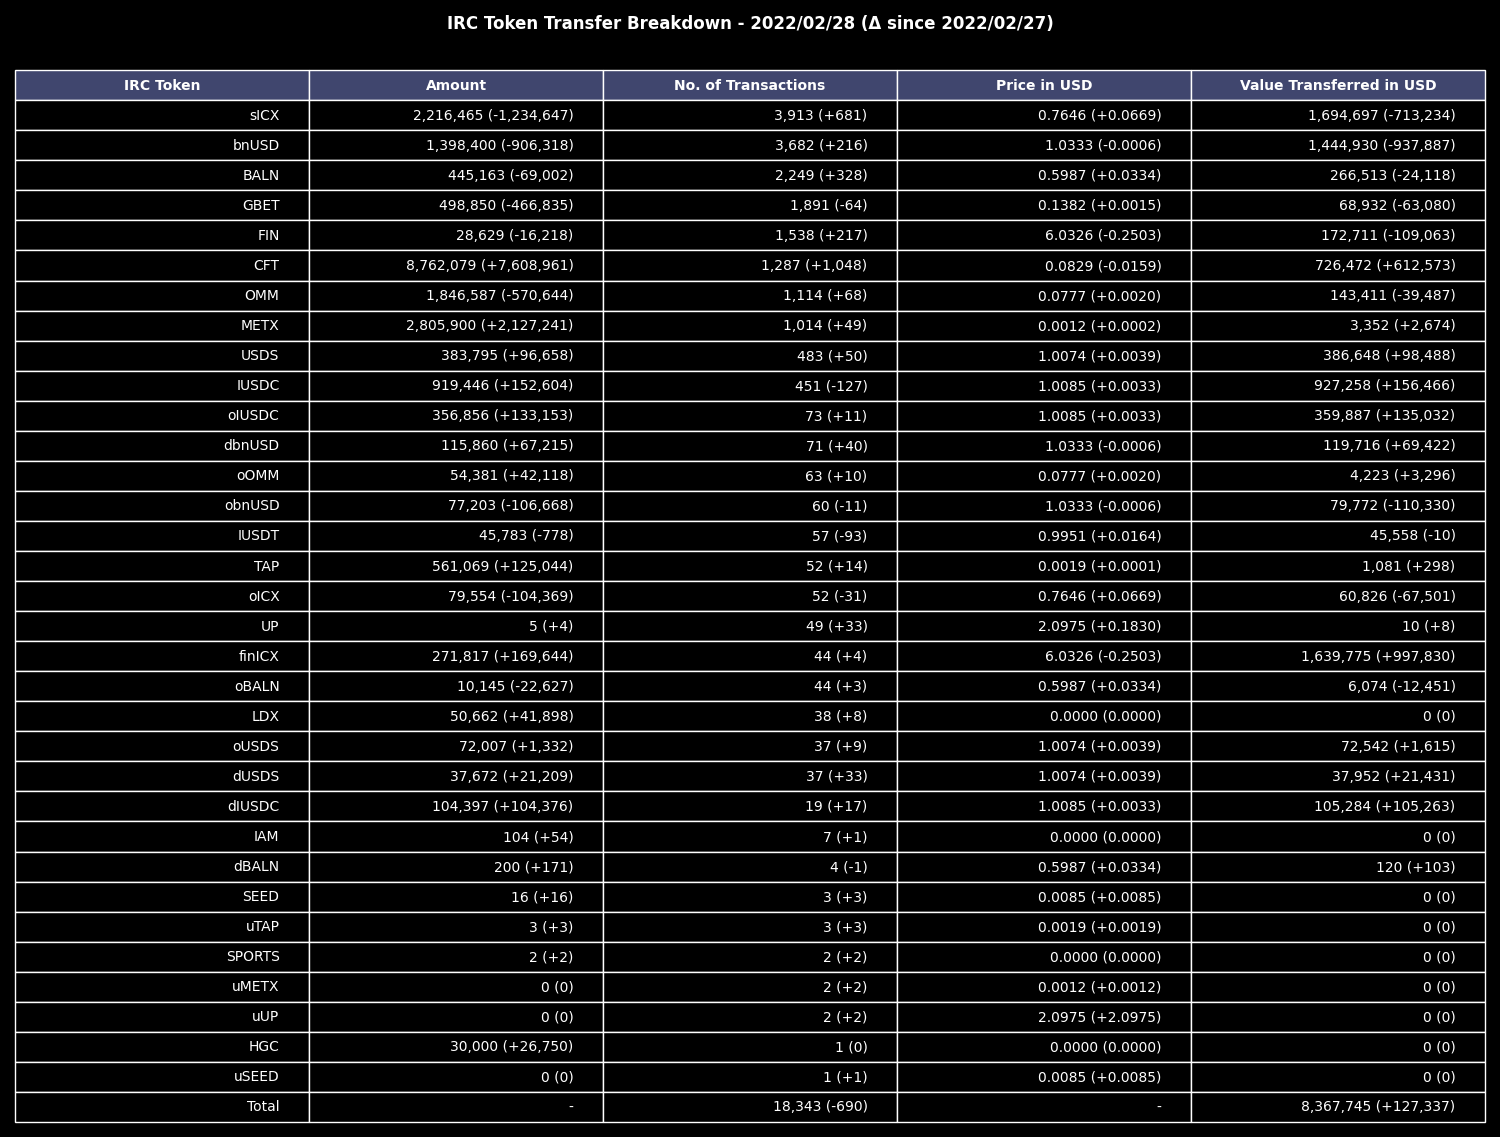 IRC Token Transfer Breakdown - 2022/02/28 (Δ since 2022/02/27)
IRC Token Amount No. of Transactions Price in USD Value Transferred in USD
sICX 2,216,465 (-1,234,647) 3,913 (+681) 0.7646 (+0.0669) 1,694,697 (-713,234)
bnUSD 1,398,400 (-906,318) 3,682 (+216) 1.0333 (-0.0006) 1,444,930 (-937,887)
BALN 445,163 (-69,002) 2,249 (+328) 0.5987 (+0.0334) 266,513 (-24,118)
GBET 498,850 (-466,835) 1,891 (-64) 0.1382 (+0.0015) 68,932 (-63,080)
FIN 28,629 (-16,218) 1,538 (+217) 6.0326 (-0.2503) 172,711 (-109,063)
CFT 8,762,079 (+7,608,961) 1,287 (+1,048) 0.0829 (-0.0159) 726,472 (+612,573)
OMM 1,846,587 (-570,644) 1,114 (+68) 0.0777 (+0.0020) 143,411 (-39,487)
METX 2,805,900 (+2,127,241) 1,014 (+49) 0.0012 (+0.0002) 3,352 (+2,674)
USDS 383,795 (+96,658) 483 (+50) 1.0074 (+0.0039) 386,648 (+98,488)
IUSDC 919,446 (+152,604) 451 (-127) 1.0085 (+0.0033) 927,258 (+156,466)
oIUSDC 356,856 (+133,153) 73 (+11) 1.0085 (+0.0033) 359,887 (+135,032)
dbnUSD 115,860 (+67,215) 71 (+40) 1.0333 (-0.0006) 119,716 (+69,422)
oOMM 54,381 (+42,118) 63 (+10) 0.0777 (+0.0020) 4,223 (+3,296)
obnUSD 77,203 (-106,668) 60 (-11) 1.0333 (-0.0006) 79,772 (-110,330)
IUSDT 45,783 (-778) 57 (-93) 0.9951 (+0.0164) 45,558 (-10)
TAP 561,069 (+125,044) 52 (+14) 0.0019 (+0.0001) 1,081 (+298)
oICX 79,554 (-104,369) 52 (-31) 0.7646 (+0.0669) 60,826 (-67,501)
UP 5 (+4) 49 (+33) 2.0975 (+0.1830) 10 (+8)
finICX 271,817 (+169,644) 44 (+4) 6.0326 (-0.2503) 1,639,775 (+997,830)
oBALN 10,145 (-22,627) 44 (+3) 0.5987 (+0.0334) 6,074 (-12,451)
LDX 50,662 (+41,898) 38 (+8) 0.0000 (0.0000) 0 (0)
oUSDS 72,007 (+1,332) 37 (+9) 1.0074 (+0.0039) 72,542 (+1,615)
dUSDS 37,672 (+21,209) 37 (+33) 1.0074 (+0.0039) 37,952 (+21,431)
dIUSDC 104,397 (+104,376) 19 (+17) 1.0085 (+0.0033) 105,284 (+105,263)
IAM 104 (+54) 7 (+1) 0.0000 (0.0000) 0 (0)
dBALN 200 (+171) 4 (-1) 0.5987 (+0.0334) 120 (+103)
SEED 16 (+16) 3 (+3) 0.0085 (+0.0085) 0 (0)
uTAP 3 (+3) 3 (+3) 0.0019 (+0.0019) 0 (0)
SPORTS 2 (+2) 2 (+2) 0.0000 (0.0000) 0 (0)
uMETX 0 (0) 2 (+2) 0.0012 (+0.0012) 0 (0)
uUP 0 (0) 2 (+2) 2.0975 (+2.0975) 0 (0)
HGC 30,000 (+26,750) 1 (0) 0.0000 (0.0000) 0 (0)
uSEED 0 (0) 1 (+1) 0.0085 (+0.0085) 0 (0)
Total - 18,343 (-690) - 8,367,745 (+127,337)